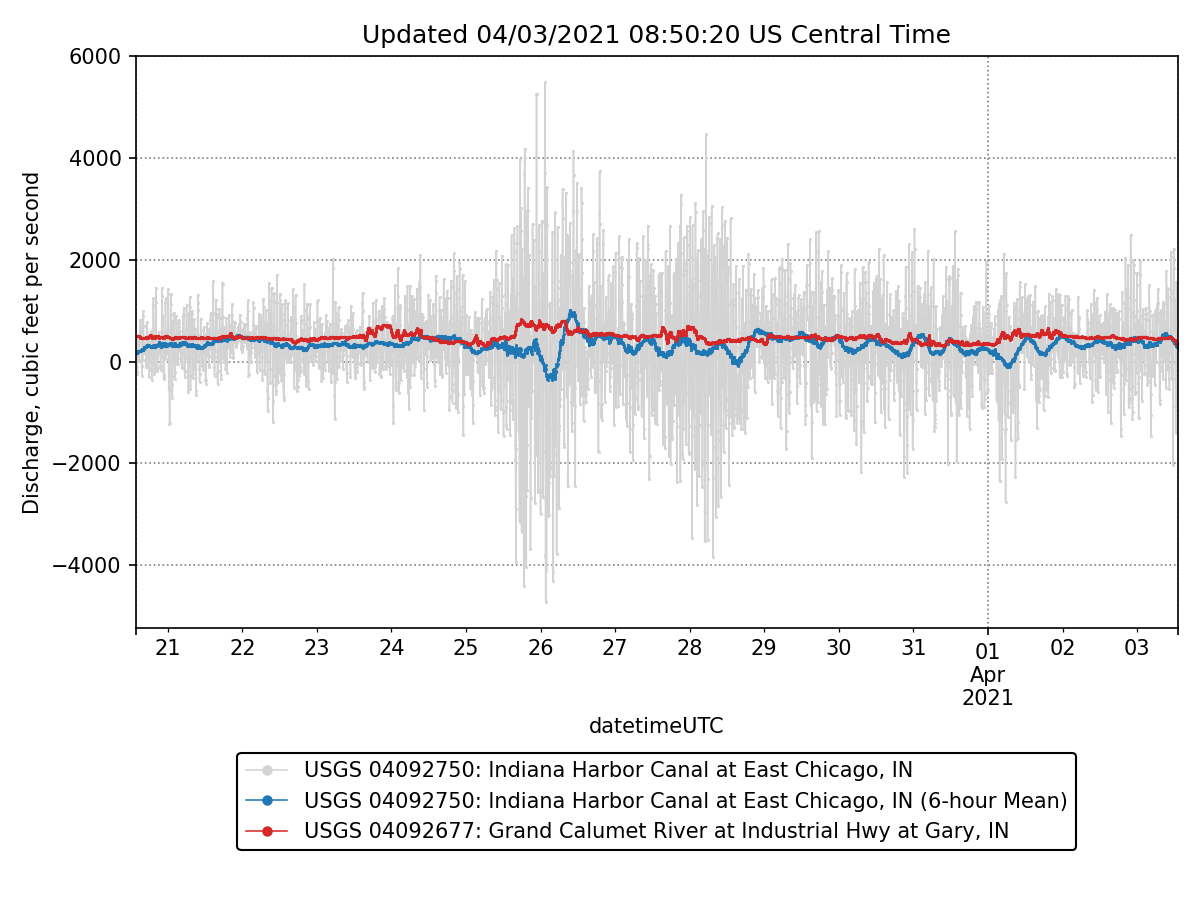 Updated 04/03/2021 08:50:20 US Central Time
6000
4000
2000
0
−2000
−4000
Discharge, cubic feet per second
21 22 23 24 25 26 27 28 29 30 31 01 02 03
Apr
2021
datetimeUTC
USGS 04092750: Indiana Harbor Canal at East Chicago, IN
USGS 04092750: Indiana Harbor Canal at East Chicago, IN (6-hour Mean)
USGS 04092677: Grand Calumet River at Industrial Hwy at Gary, IN